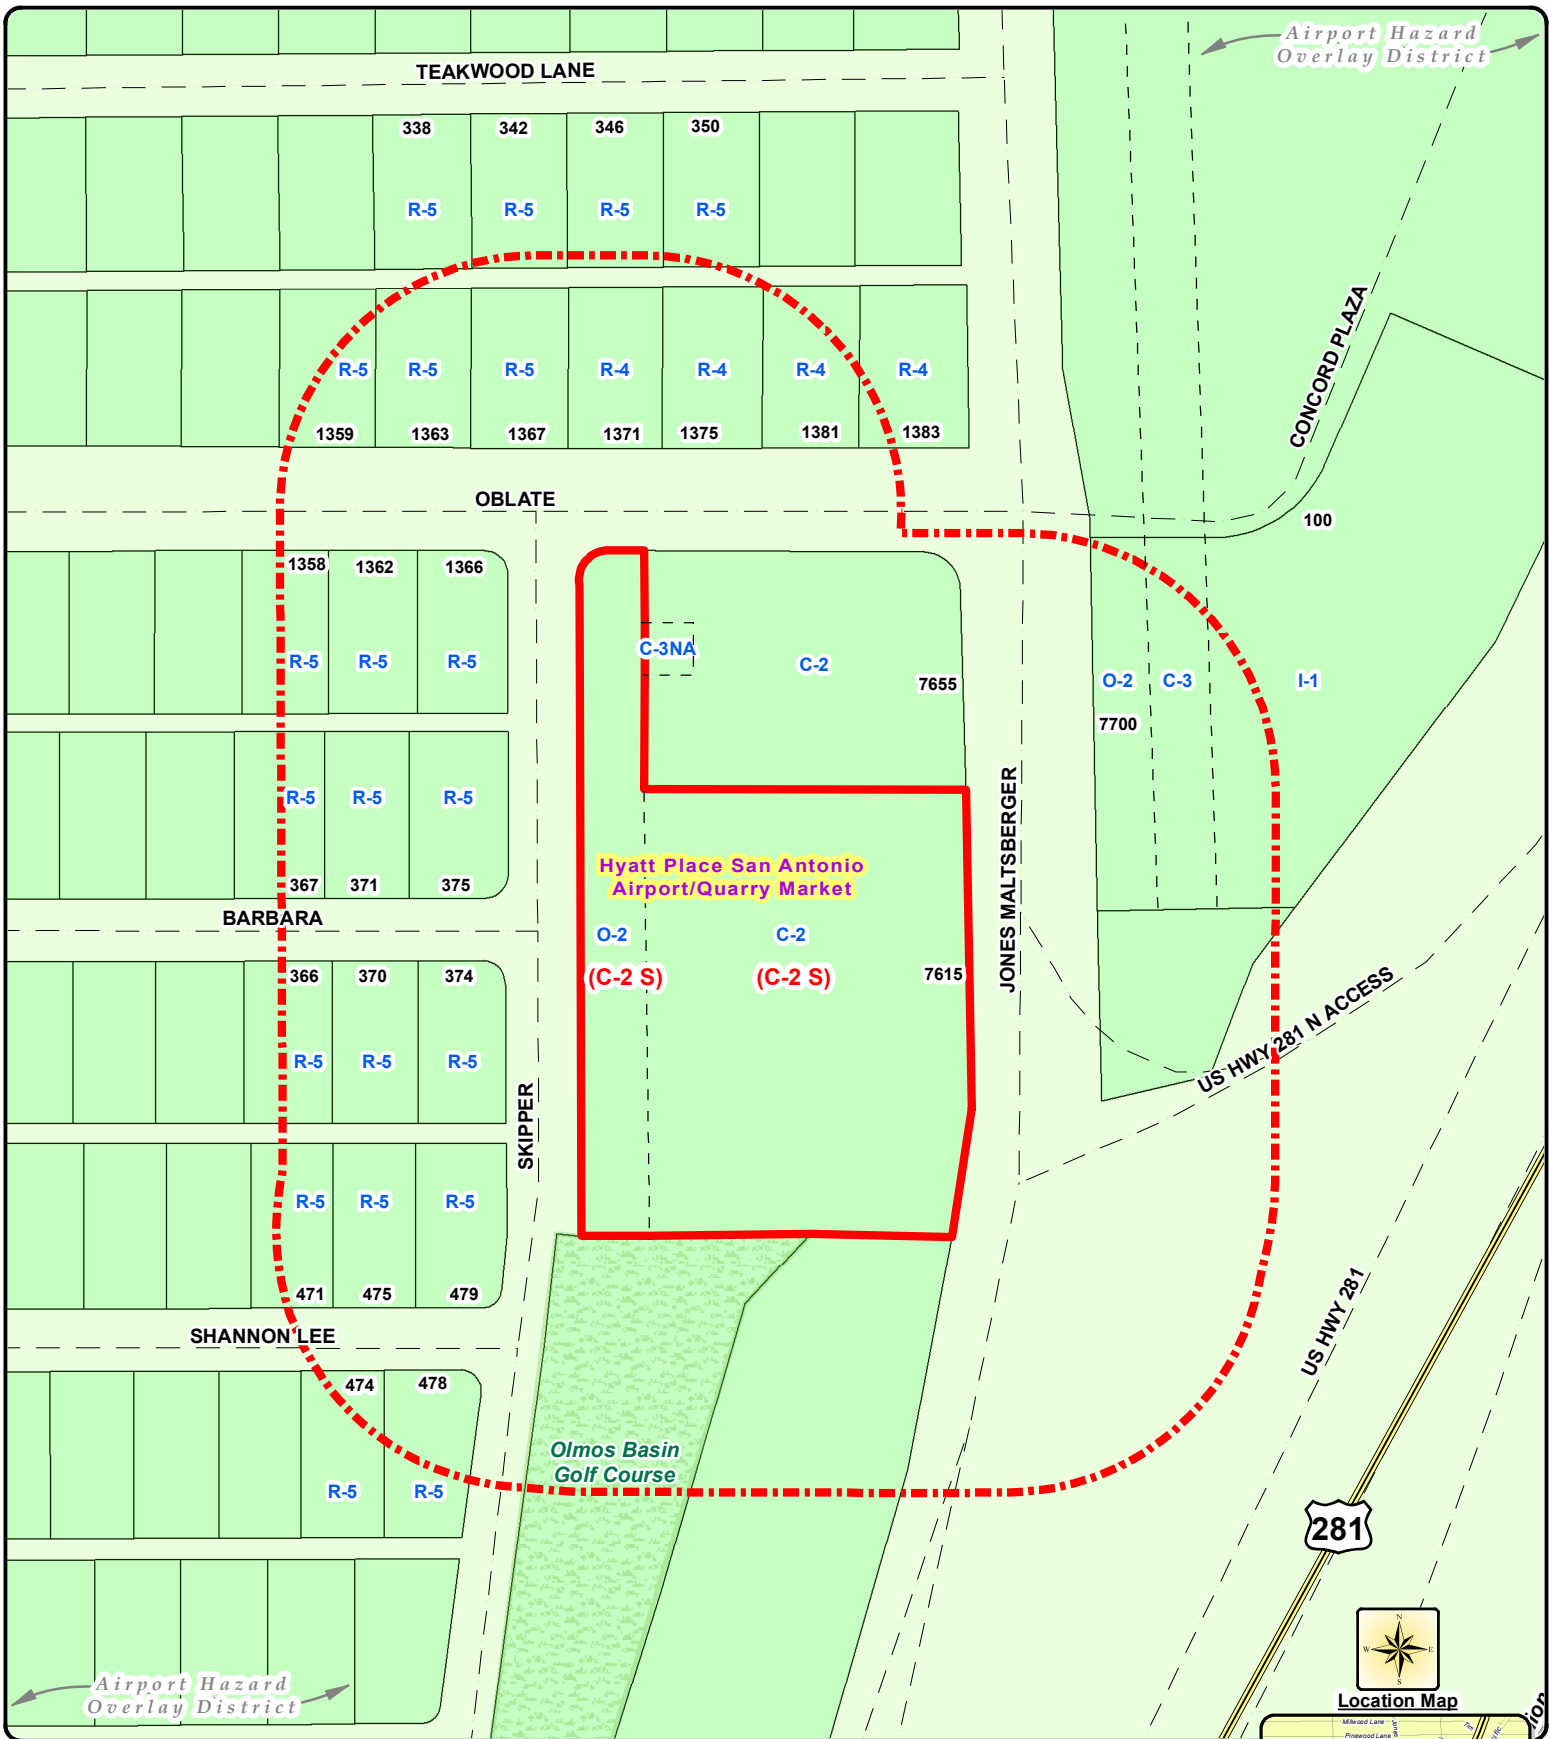 Airport Hazard
Overlay District
TEAKWOOD LANE
338
342
346
350
R-5
R-5
R-5
R-5
CONCORD PLAZA
R-5
R-5
R-5
R-4
R-4
R-4
R-4
1359
1363
1367
1371
1375
1381
1383
OBLATE
100
1358
1362
1366
R-5
R-5
R-5
C-3NA
C-2
7655
O-2
C-3
I-1
7700
R-5
R-5
R-5
367
371
375
JONES MALTSBERGER
Hyatt Place San Antonio
Airport/Quarry Market
BARBARA
O-2
C-2
366
370
374
(C-2 S)
(C-2 S)
7615
US HWY 281 N ACCESS
R-5
R-5
R-5
SKIPPER
R-5
R-5
R-5
471
475
479
SHANNON LEE
US HWY 281
474
478
Olmos Basin
Golf Course
R-5
R-5
281
N
W
E
S
Airport Hazard
Overlay District
Location Map
Millwood Lane
Jones
Pinewood Lane